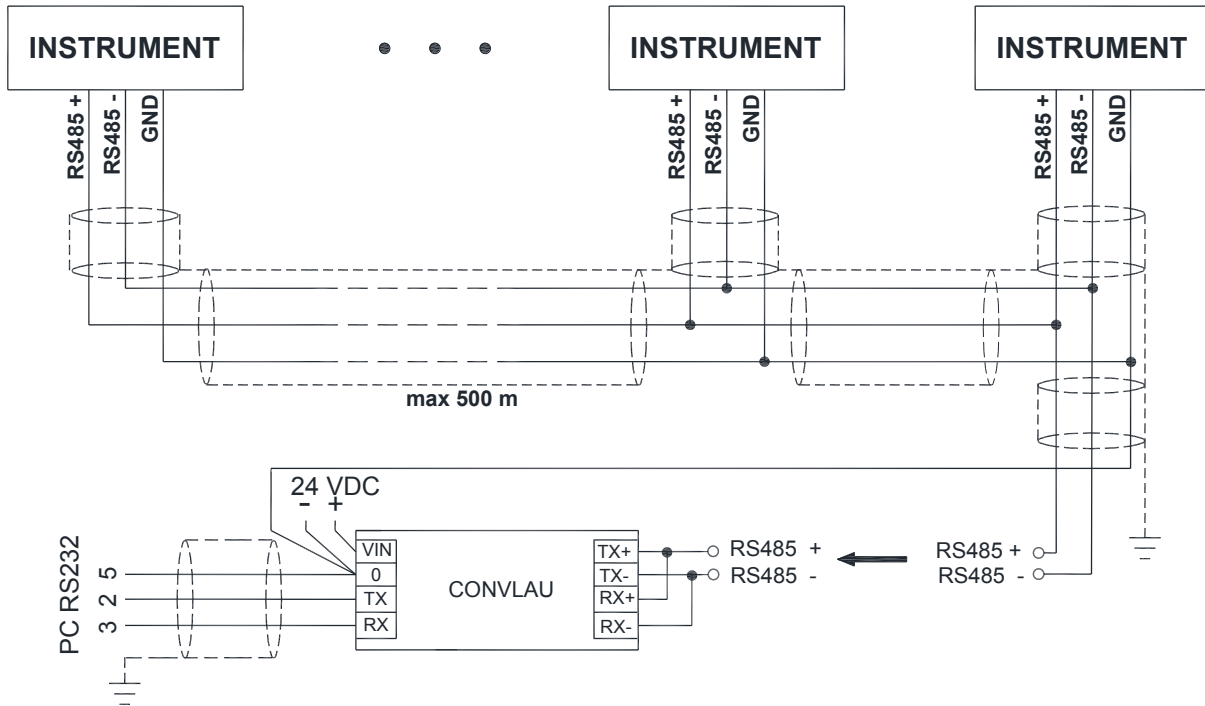 INSTRUMENT
INSTRUMENT
INSTRUMENT
RS485 +
RS485 -
GND
RS485 +
RS485 -
GND
RS485 +
RS485 -
GND
max 500 m
24 VDC
- +
PC RS232
5
2
3
VIN
0
TX
RX
CONVLAU
TX+
TX-
RX+
RX-
RS485 +
RS485 -
RS485 +
RS485 -